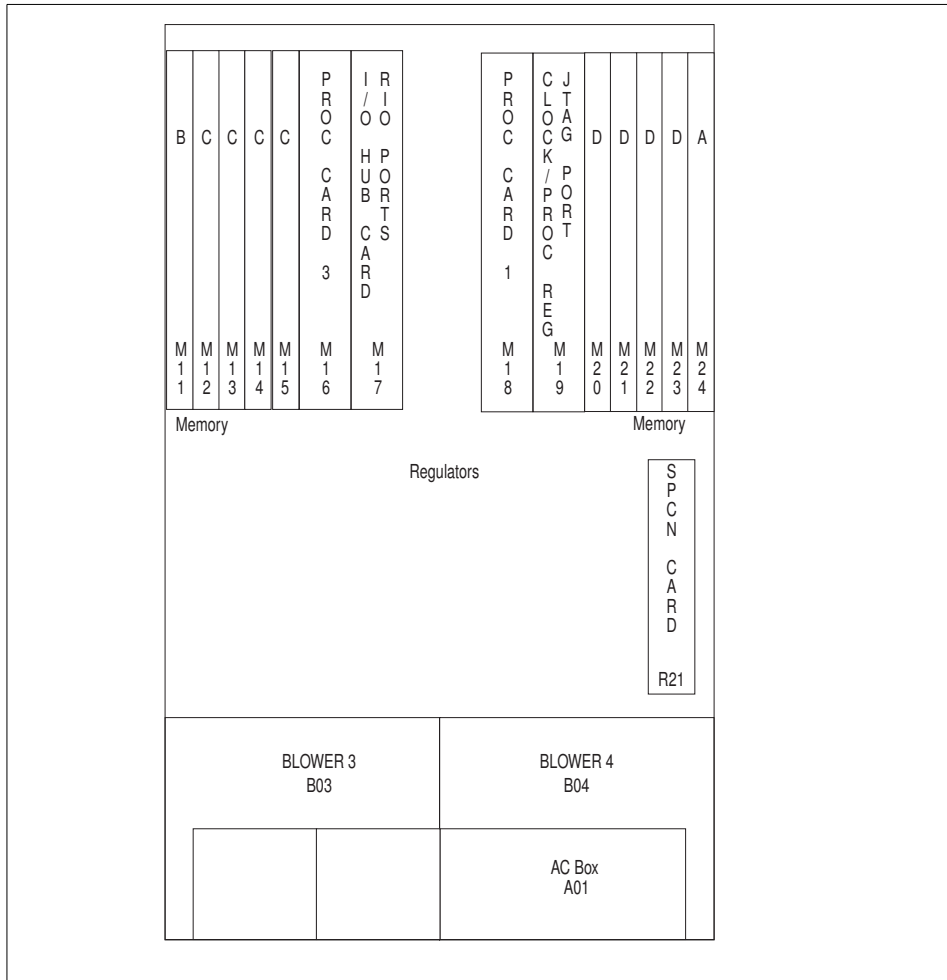 B
C
C
C
C
PROC CARD 3
I/O HUB CARD
RIO PORTS
PROC CARD 1
CLOCK/PROC REG
JTAG PORT
D
D
D
D
A
M11
M12
M13
M14
M15
M16
M17
M18
M19
M20
M21
M22
M23
M24
Memory
Memory
Regulators
SPCN CARD
R21
BLOWER 3
B03
BLOWER 4
B04
AC Box
A01